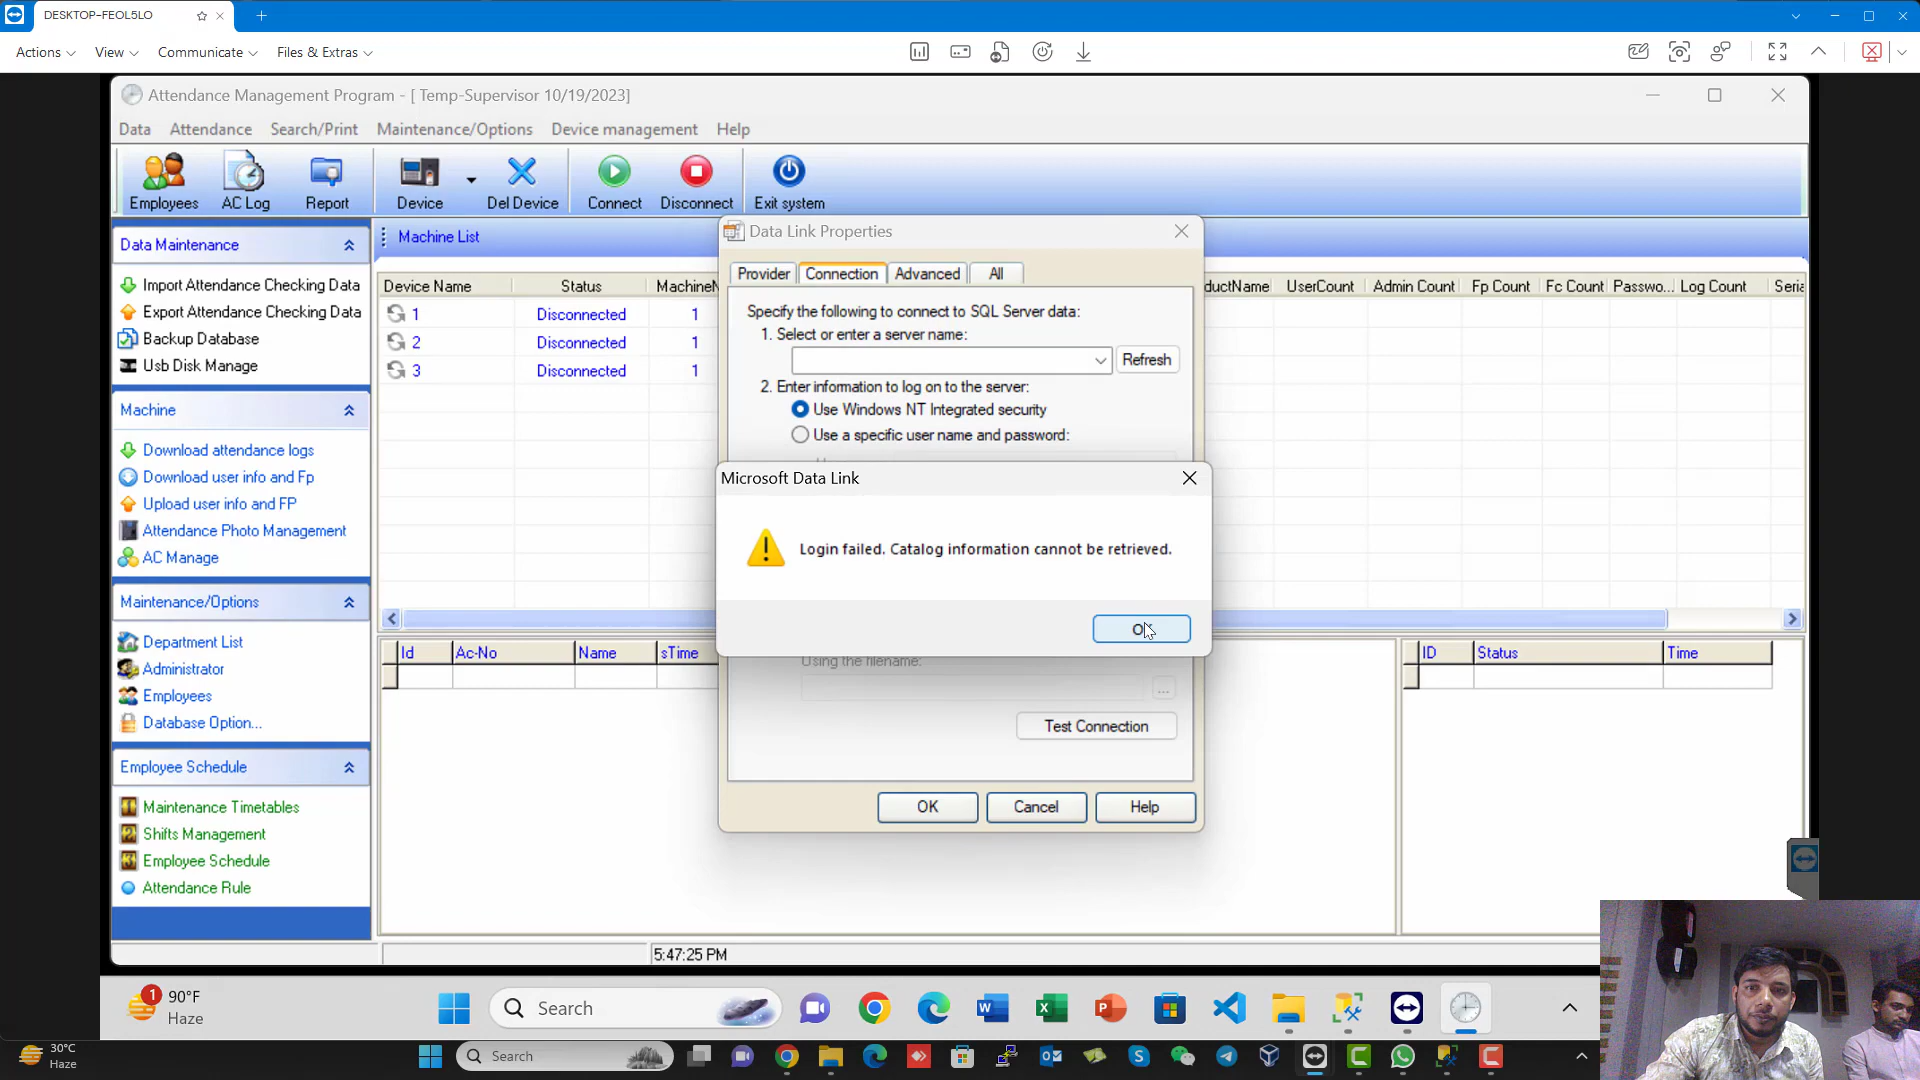 DESKTOP-FEOL5LO
Actions View Communicate Files & Extras
Attendance Management Program - [ Temp-Supervisor 10/19/2023]
Data Attendance Search/Print Maintenance/Options Device management Help
Employees AC Log Report Device Del Device Connect Disconnect Exit system
Data Maintenance
Import Attendance Checking Data
Export Attendance Checking Data
Backup Database
Usb Disk Manage
Machine
Download attendance logs
Download user info and Fp
Upload user info and FP
Attendance Photo Management
AC Manage
Maintenance/Options
Department List
Administrator
Employees
Database Option...
Employee Schedule
Maintenance Timetables
Shifts Management
Employee Schedule
Attendance Rule
Machine List
Device Name Status MachineN ductName UserCount Admin Count Fp Count Fc Count Passwo... Log Count Seria
1 Disconnected 1
2 Disconnected 1
3 Disconnected 1
Data Link Properties
Provider Connection Advanced All
Specify the following to connect to SQL Server data:
1. Select or enter a server name:
Refresh
2. Enter information to log on to the server:
Use Windows NT Integrated security
Use a specific user name and password:
Microsoft Data Link
Login failed. Catalog information cannot be retrieved.
Using the filename:
...
Test Connection
OK Cancel Help
Id Ac-No Name sTime
ID Status Time
5:47:25 PM
1
90°F
Haze
Search
30°C
Haze
Search